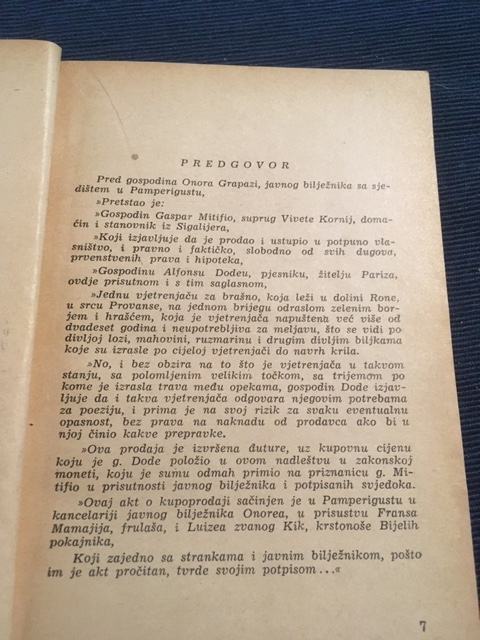 PREDGOVOR
Pred gospodina Onora Grapazi, javnog bilježnika sa sje-
dištem u Pamperigustu,
»Pretstao je:
»Gospodin Gaspar Mitifio, suprug Vivete Kornij, doma-
ćin i stanovnik iz Sigalijera,
»Koji izjavljuje da je prodao i ustupio u potpuno vla-
sništvo, i pravno i faktičko, slobodno od svih dugova,
prvenstvenih prava i hipoteka,
»Gospodinu Alfonsu Dodeu, pjesniku, žitelju Pariza,
ovdje prisutnom i s tim saglasnom,
»Jednu vjetrenjaču za brašno, koja leži u dolini Rone,
u srcu Provanse, na jednom brijegu odraslom zelenim bor-
jem i hrašćem, koja je vjetrenjača napuštena već više od
dvadeset godina i neupotrebljiva za meljavu, što se vidi po
divljoj lozi, mahovini, ruzmarinu i drugim divljim biljkama
koje su izrasle po cijeloj vjetrenjači do navrh krila.
»No, i bez obzira na to što je vjetrenjača u takvom
stanju, sa polomljenim velikim točkom, sa trijemom po
kome je izrasla trava među opekama, gospodin Dode izjav-
ljuje da i takva vjetrenjača odgovara njegovim potrebama
za poeziju, i prima je na svoj rizik za svaku eventualnu
opasnost, bez prava na naknadu od prodavca ako bi u
njoj činio kakve prepravke.
»Ova prodaja je izvršena đuture, uz kupovnu cijenu
koju je g. Dode položio u ovom nadleštvu u zakonskoj
moneti, koju je sumu odmah primio na priznanicu g. Mi-
tifio u prisutnosti javnog bilježnika i potpisanih svjedoka.
»Ovaj akt o kupoprodaji sačinjen je u Pamperigustu u
kancelariji javnog bilježnika Onorea, u prisustvu Fransa
Mamajija, frulaša, i Luizea zvanog Kik, krstonoše Bijelih
pokajnika,
Koji zajedno sa strankama i javnim bilježnikom, pošto
im je akt pročitan, tvrde svojim potpisom...«
7